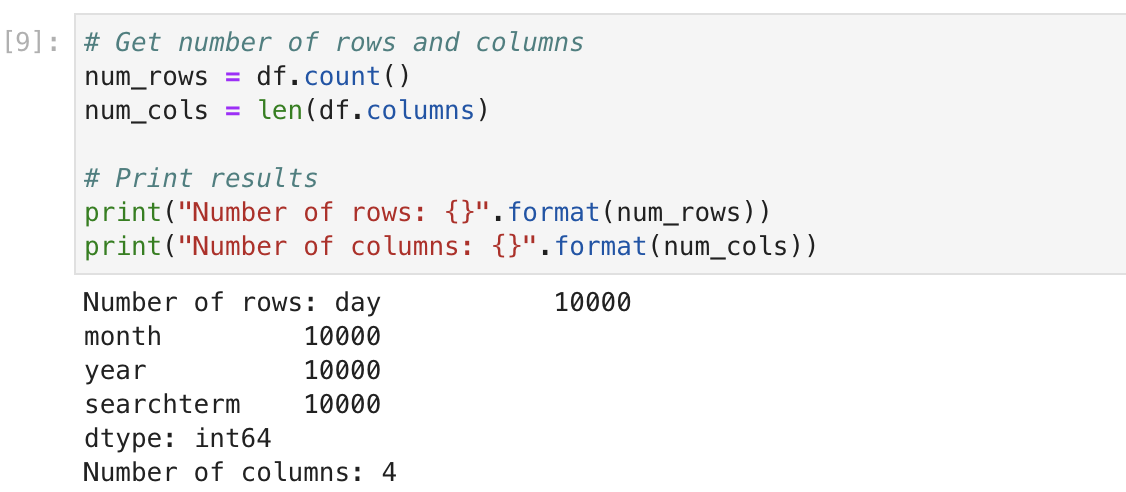 [9]: # Get number of rows and columns
num_rows = df.count()
num_cols = len(df.columns)
# Print results
print("Number of rows: {}".format(num_rows))
print("Number of columns: {}".format(num_cols))
Number of rows: day           10000
month         10000
year          10000
searchterm    10000
dtype: int64
Number of columns: 4